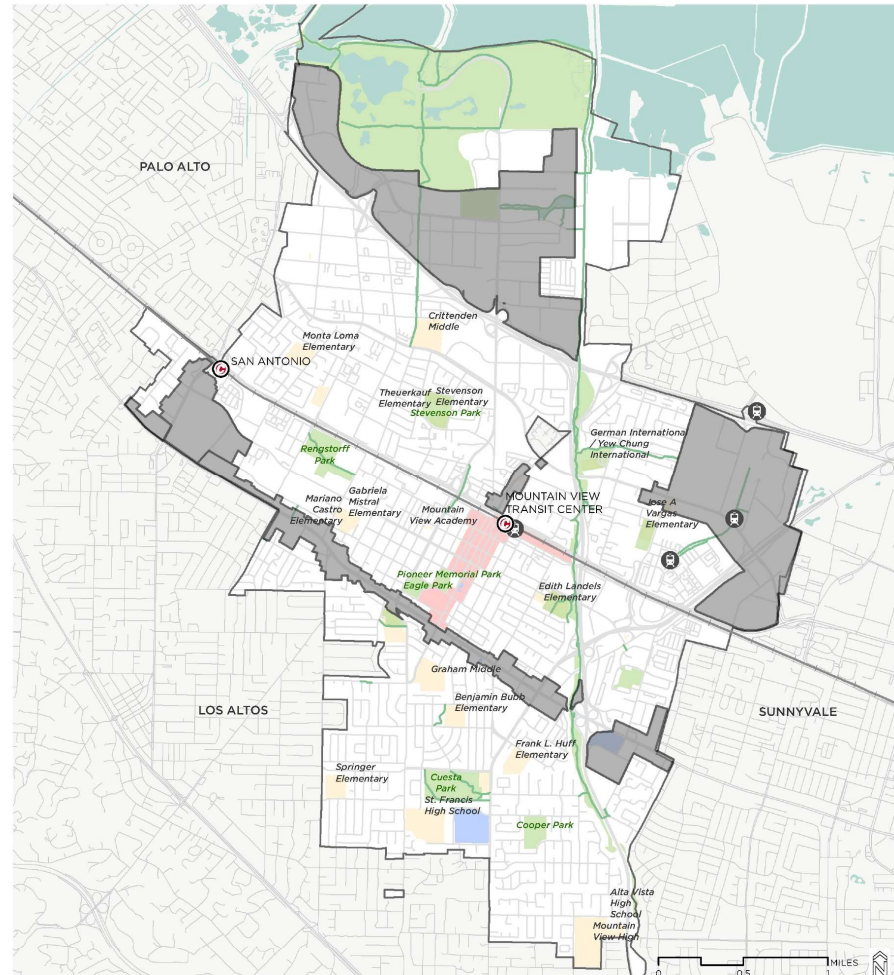 PALO ALTO
Crittenden
Middle
Monta Loma
Elementary
SAN ANTONIO
Theuerkauf
Elementary
Stevenson
Elementary
Stevenson Park
German International
/ Yew Chung
International
Rengstorff
Park
Gabriela
Mistral
Elementary
Mariano
Castro
Elementary
Mountain
View Academy
MOUNTAIN VIEW
TRANSIT CENTER
Jose A
Vargas
Elementary
Pioneer Memorial Park
Eagle Park
Edith Landels
Elementary
Graham Middle
Benjamin Bubb
Elementary
LOS ALTOS
SUNNYVALE
Frank L. Huff
Elementary
Springer
Elementary
Cuesta
Park
St. Francis
High School
Cooper Park
Alta Vista
High
School
Mountain
View High
0
0.5
1
MILES
N